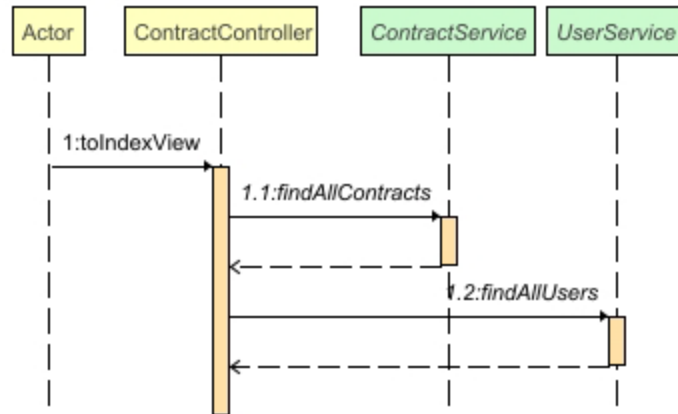 Actor
ContractController
ContractService
UserService
1:toIndexView
1.1:findAllContracts
1.2:findAllUsers